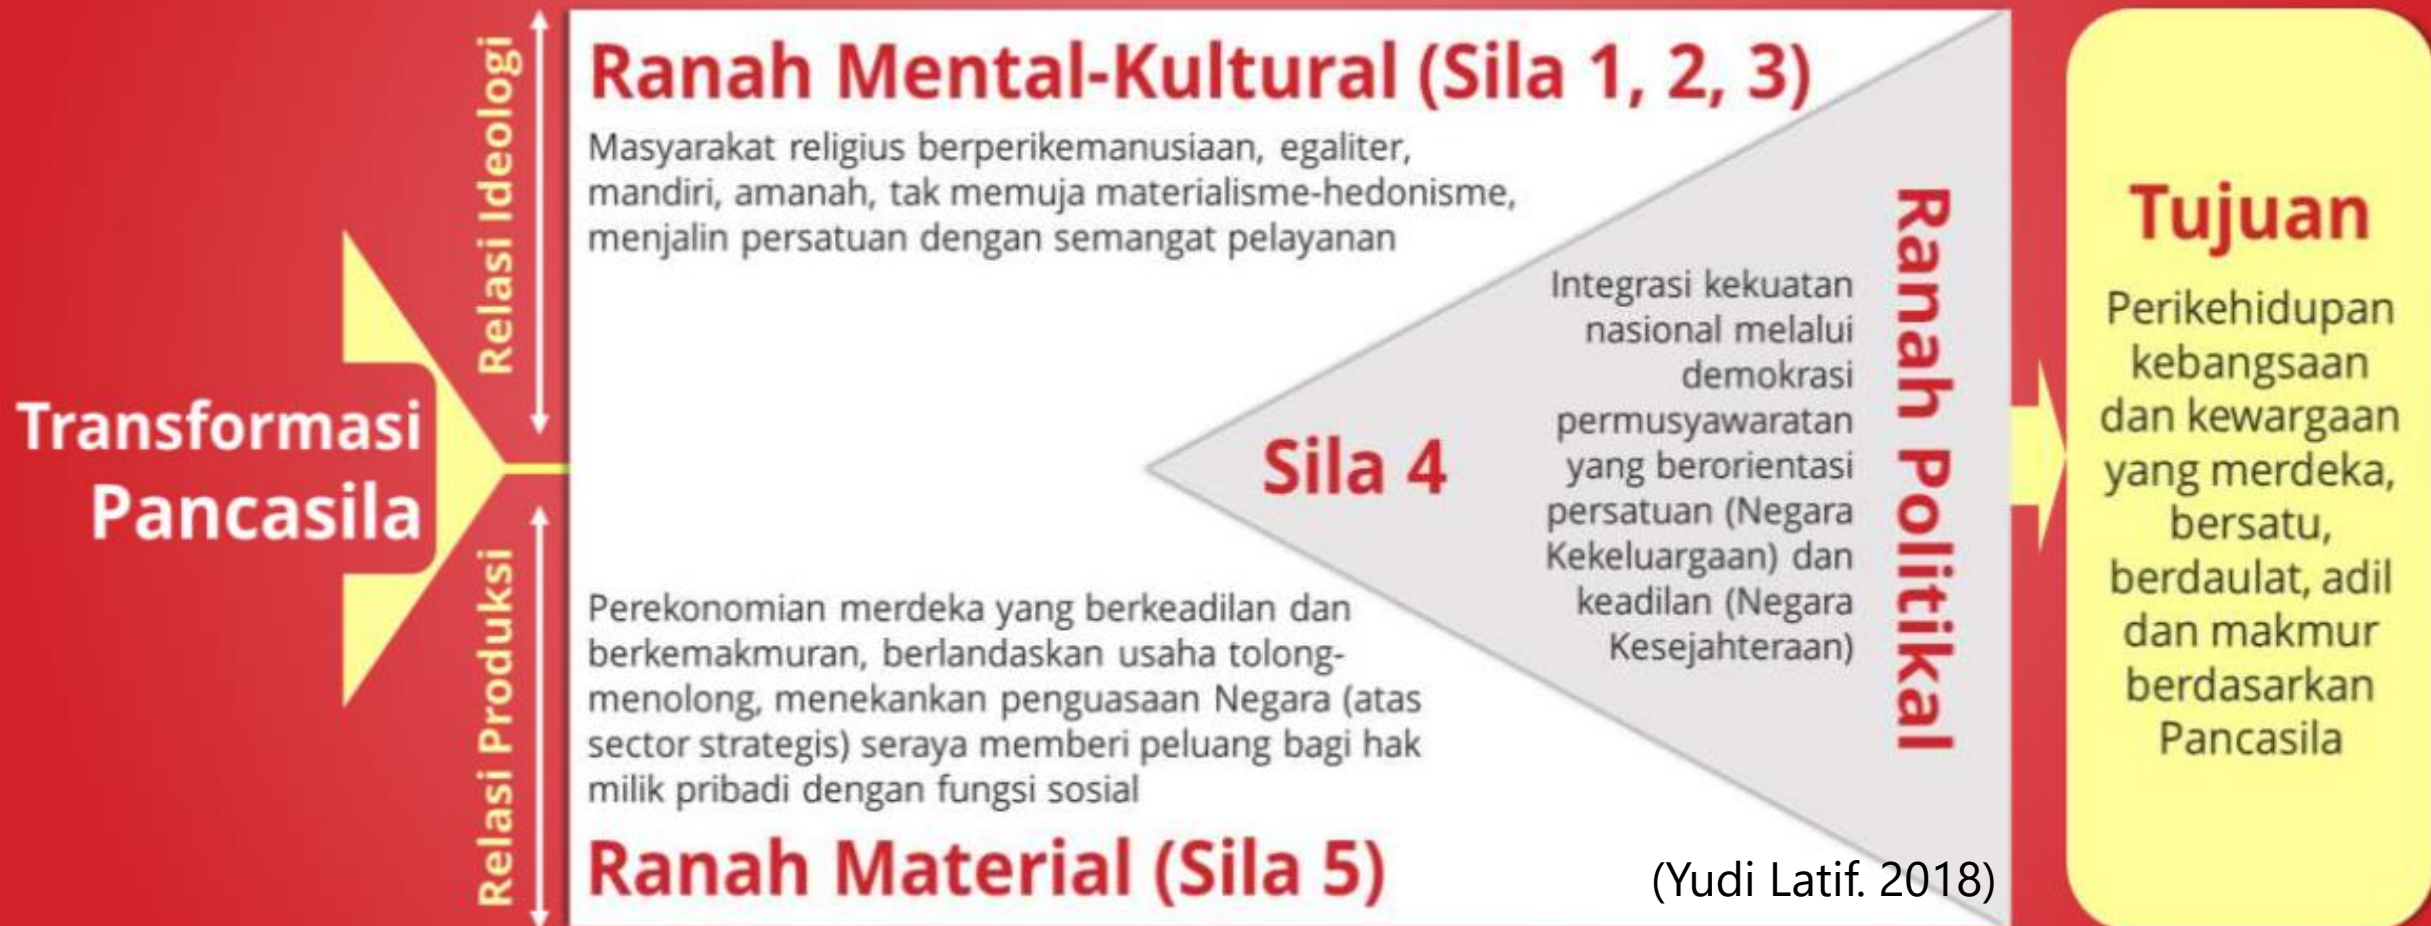 Transformasi
Pancasila
Relasi Ideologi
Relasi Produksi
Ranah Mental-Kultural (Sila 1, 2, 3)
Masyarakat religius berperikemanusiaan, egaliter,
mandiri, amanah, tak memuja materialisme-hedonisme,
menjalin persatuan dengan semangat pelayanan
Sila 4
Integrasi kekuatan
nasional melalui
demokrasi
permusyawaratan
yang berorientasi
persatuan (Negara
Kekeluargaan) dan
keadilan (Negara
Kesejahteraan)
Ranah Politikal
Perekonomian merdeka yang berkeadilan dan
berkemakmuran, berlandaskan usaha tolong-
menolong, menekankan penguasaan Negara (atas
sector strategis) seraya memberi peluang bagi hak
milik pribadi dengan fungsi sosial
Ranah Material (Sila 5)
(Yudi Latif. 2018)
Tujuan
Perikehidupan
kebangsaan
dan kewargaan
yang merdeka,
bersatu,
berdaulat, adil
dan makmur
berdasarkan
Pancasila